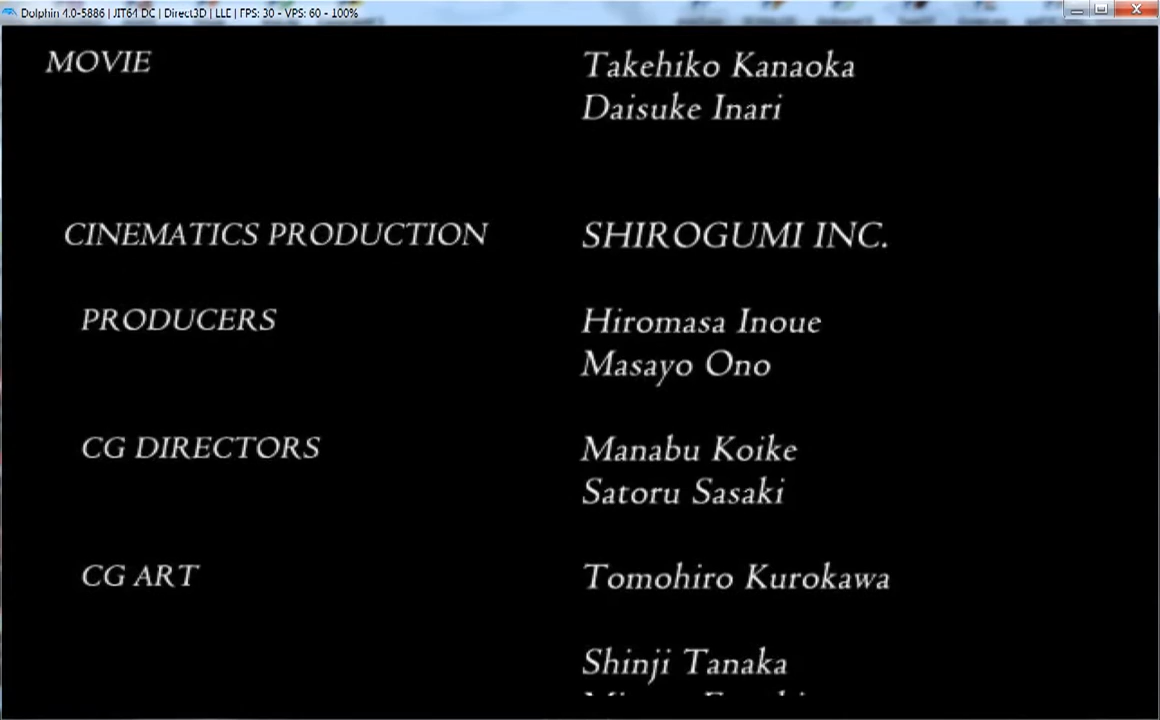 Dolphin 4.0-5886 | JIT64 DC | Direct3D | LLE | FPS: 30 - VPS: 60 - 100%
MOVIE
Takehiko Kanaoka
Daisuke Inari
CINEMATICS PRODUCTION
SHIROGUMI INC.
PRODUCERS
Hiromasa Inoue
Masayo Ono
CG DIRECTORS
Manabu Koike
Satoru Sasaki
CG ART
Tomohiro Kurokawa
Shinji Tanaka